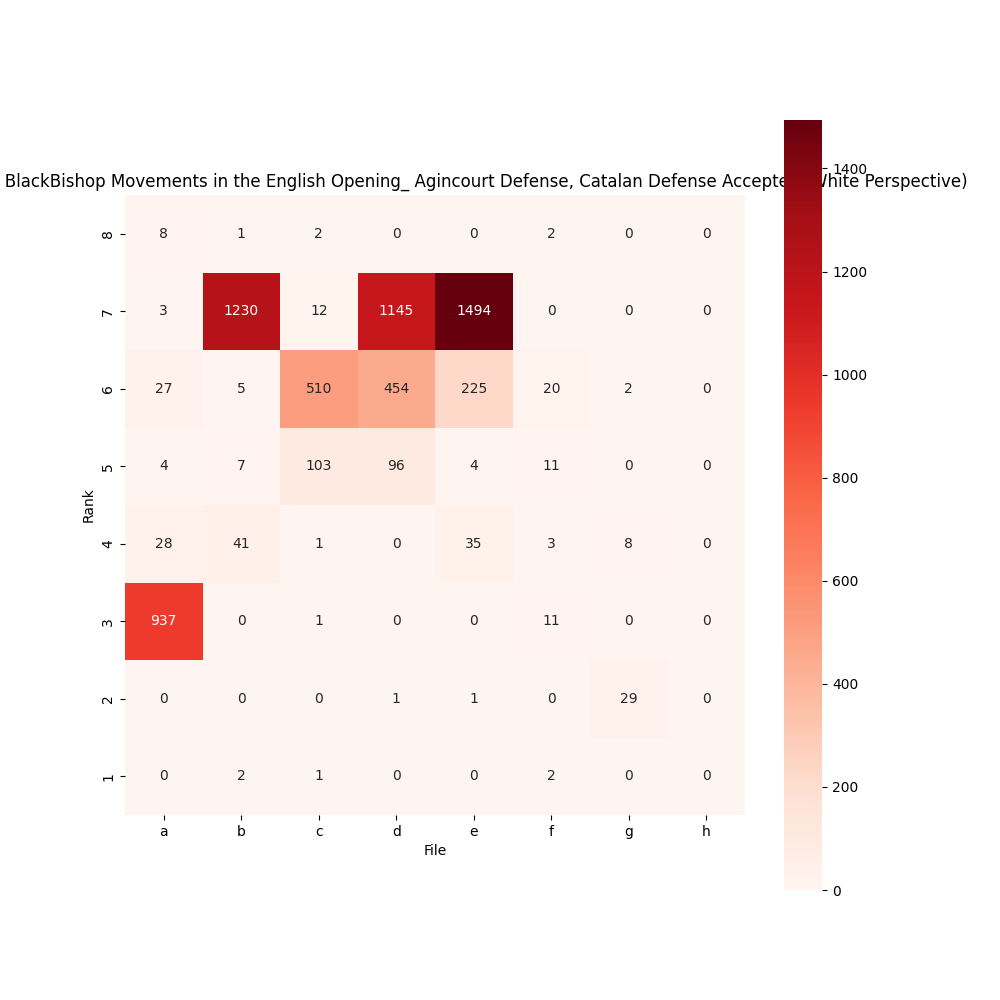 BlackBishop Movements in the English Opening_ Agincourt Defense, Catalan Defense Accepte White Perspective)
1400
1200
1000
800
600
400
200
0
8 8 1 2 0 0 2 0 0
7 3 1230 12 1145 1494 0 0 0
6 27 5 510 454 225 20 2 0
5 4 7 103 96 4 11 0 0
Rank
4 28 41 1 0 35 3 8 0
3 937 0 1 0 0 11 0 0
2 0 0 0 1 1 0 29 0
1 0 2 1 0 0 2 0 0
a b c d e f g h
File